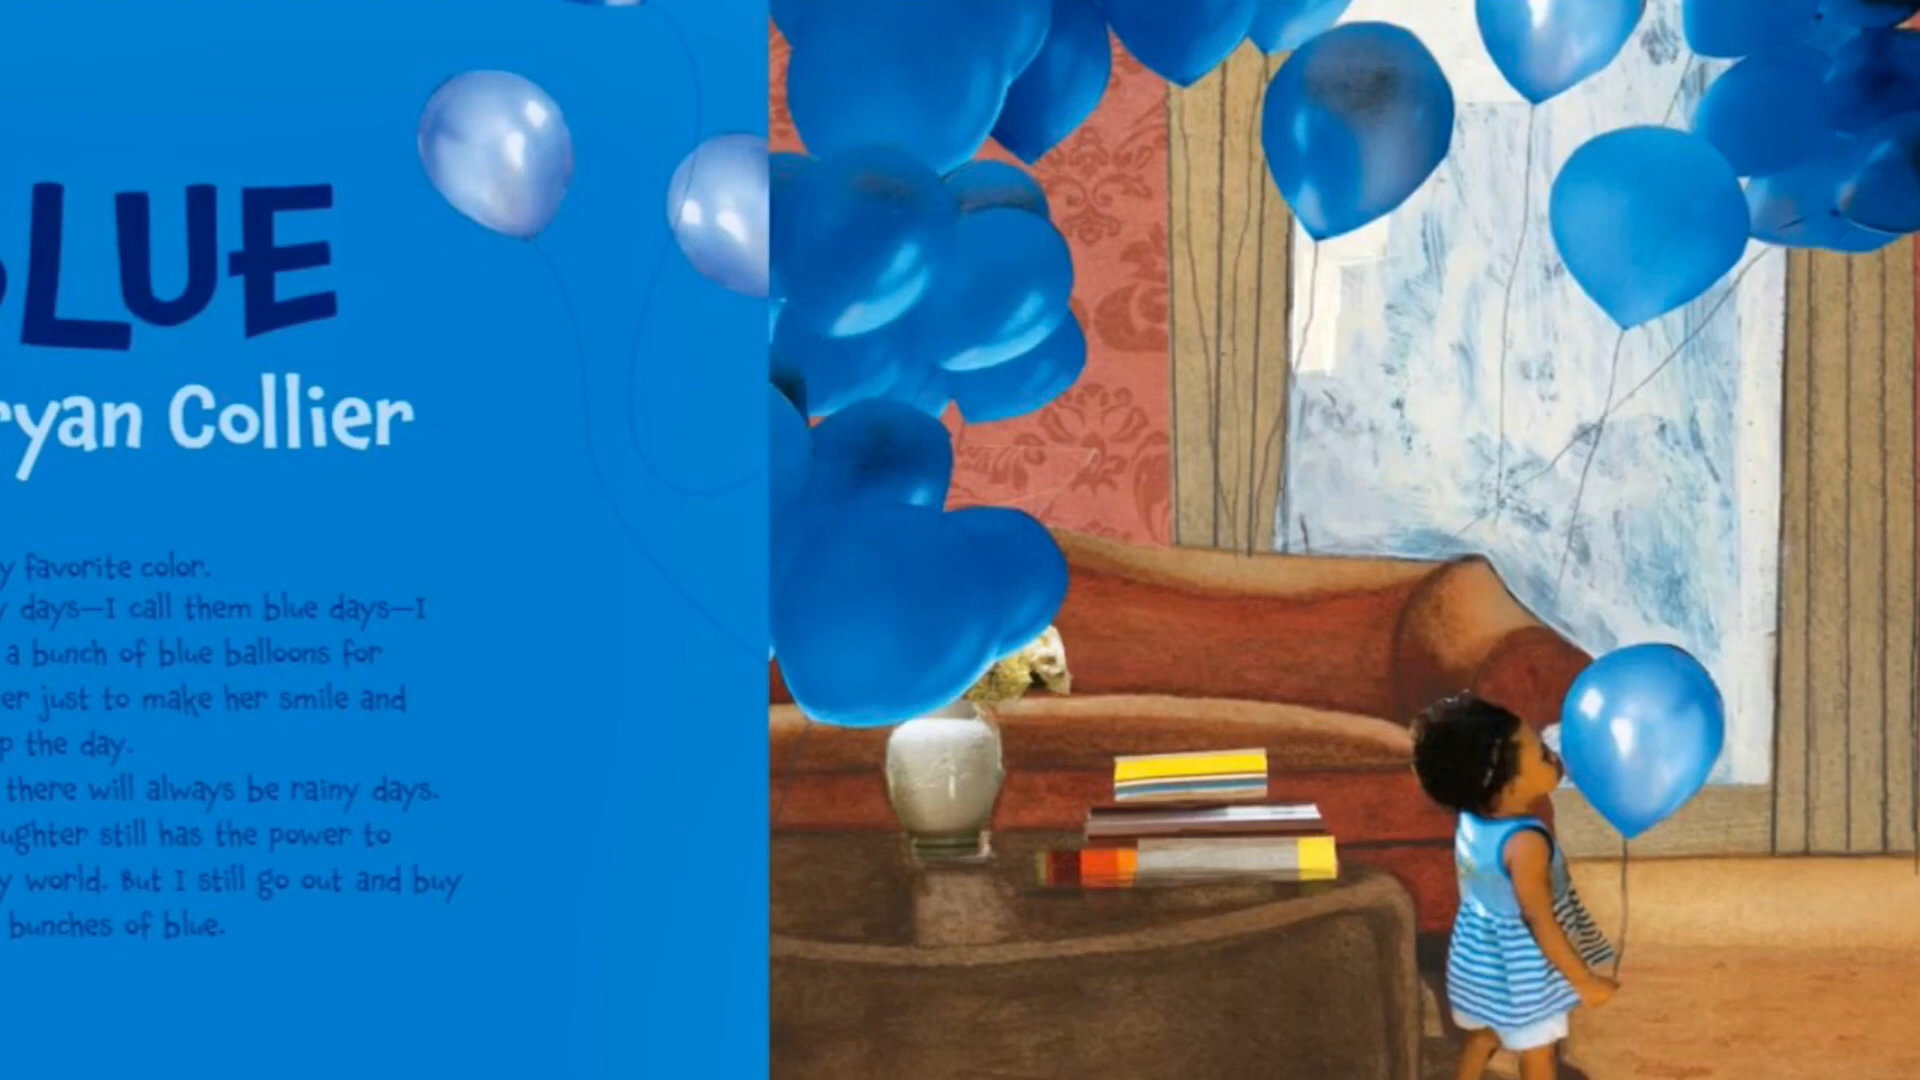 BLUE
ryan Collier
y favorite color.
y days—I call them blue days—I
a bunch of blue balloons for
er just to make her smile and
p the day.
there will always be rainy days.
ughter still has the power to
y world. But I still go out and buy
bunches of blue.